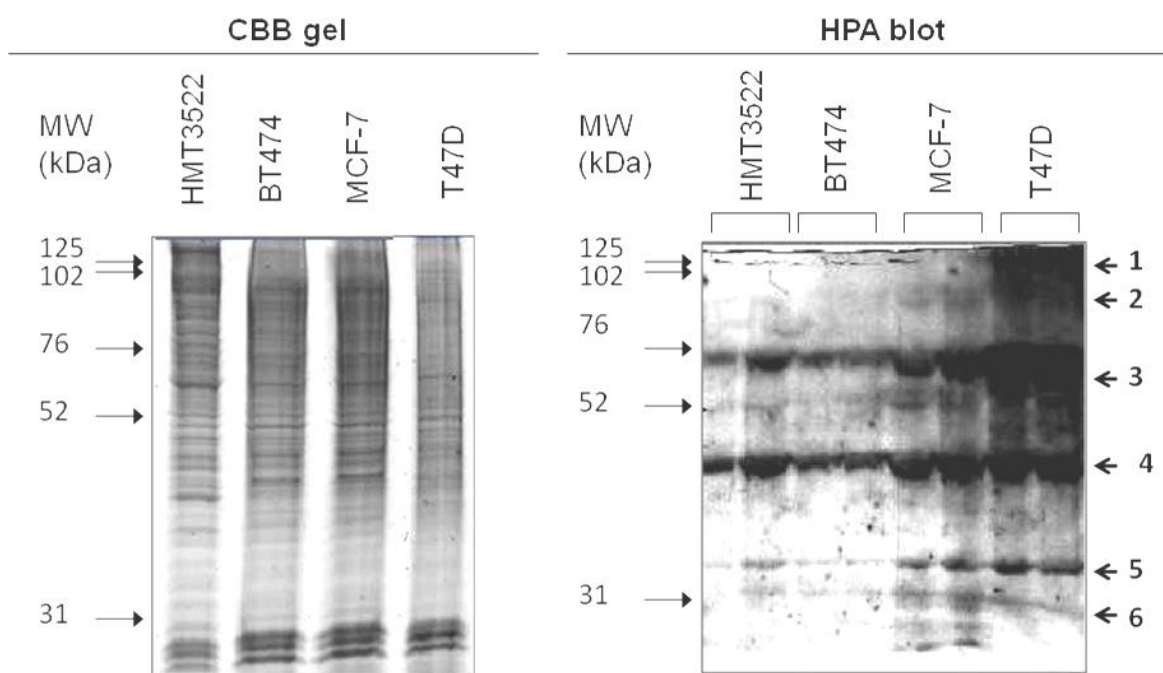 CBB gel
MW
(kDa)
HMT3522
BT474
MCF-7
T47D
125
102
76
52
31
HPA blot
MW
(kDa)
HMT3522
BT474
MCF-7
T47D
125
102
76
52
31
1
2
3
4
5
6